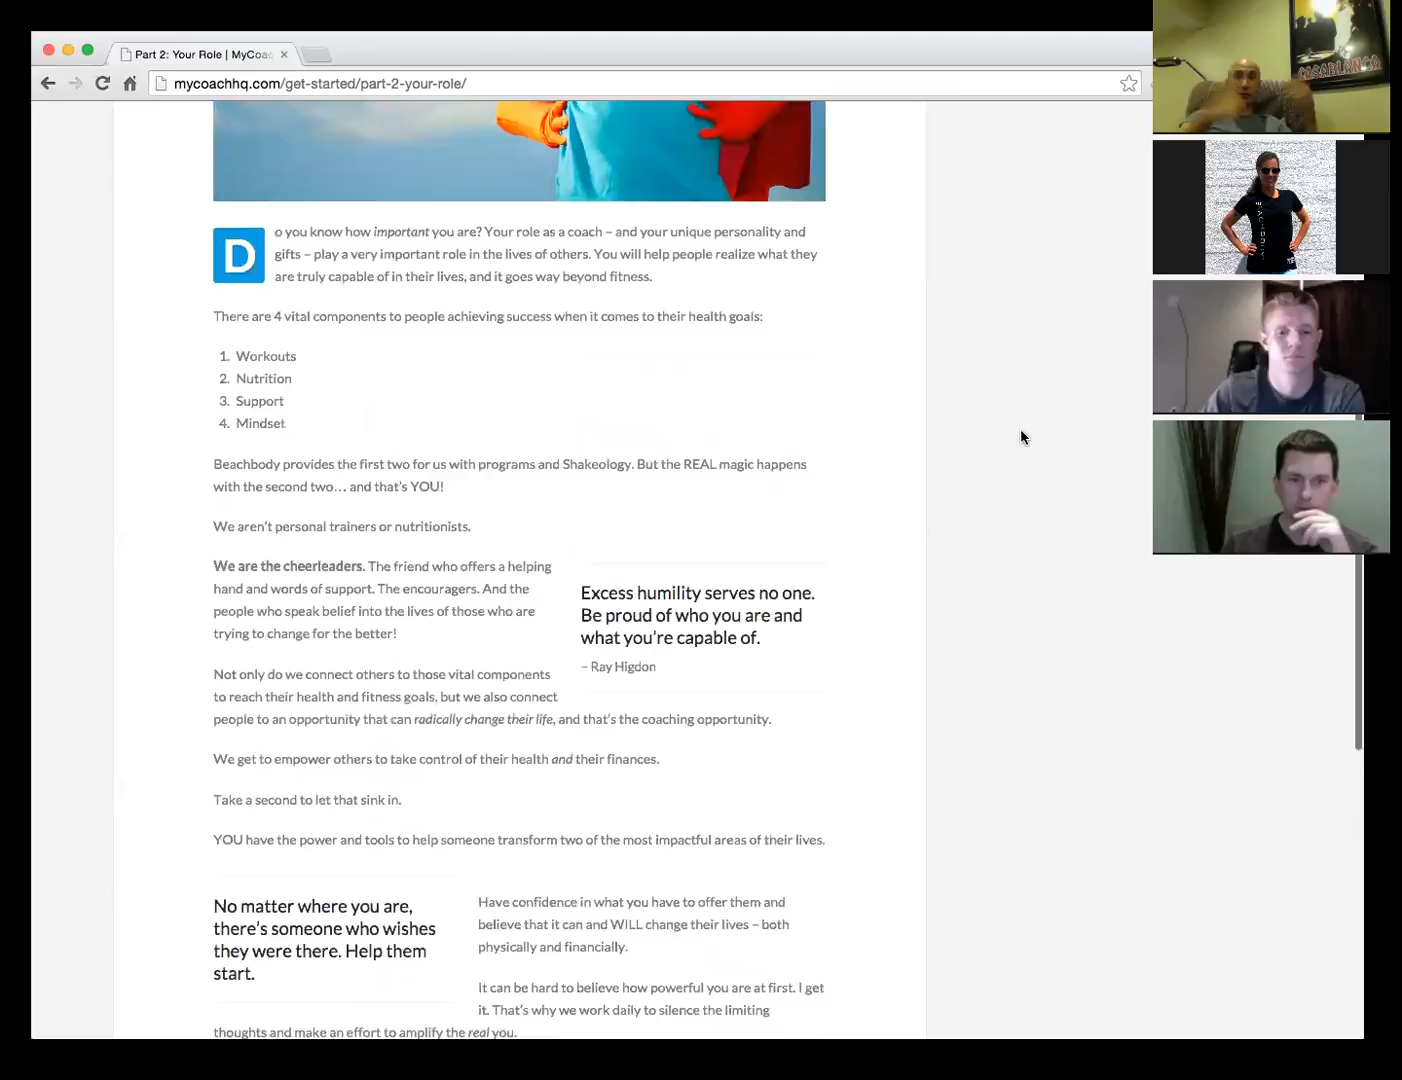 Part 2: Your Role | MyCoac
mycoachhq.com/get-started/part-2-your-role/
CASABLANCA
Do you know how important you are? Your role as a coach – and your unique personality and
gifts – play a very important role in the lives of others. You will help people realize what they
are truly capable of in their lives, and it goes way beyond fitness.
There are 4 vital components to people achieving success when it comes to their health goals:
1. Workouts
2. Nutrition
3. Support
4. Mindset
Beachbody provides the first two for us with programs and Shakeology. But the REAL magic happens
with the second two… and that's YOU!
We aren't personal trainers or nutritionists.
We are the cheerleaders. The friend who offers a helping
hand and words of support. The encouragers. And the
people who speak belief into the lives of those who are
trying to change for the better!
Excess humility serves no one.
Be proud of who you are and
what you're capable of.
– Ray Higdon
Not only do we connect others to those vital components
to reach their health and fitness goals, but we also connect
people to an opportunity that can radically change their life, and that's the coaching opportunity.
We get to empower others to take control of their health and their finances.
Take a second to let that sink in.
YOU have the power and tools to help someone transform two of the most impactful areas of their lives.
No matter where you are,
there's someone who wishes
they were there. Help them
start.
Have confidence in what you have to offer them and
believe that it can and WILL change their lives – both
physically and financially.
It can be hard to believe how powerful you are at first. I get
it. That's why we work daily to silence the limiting
thoughts and make an effort to amplify the real you.